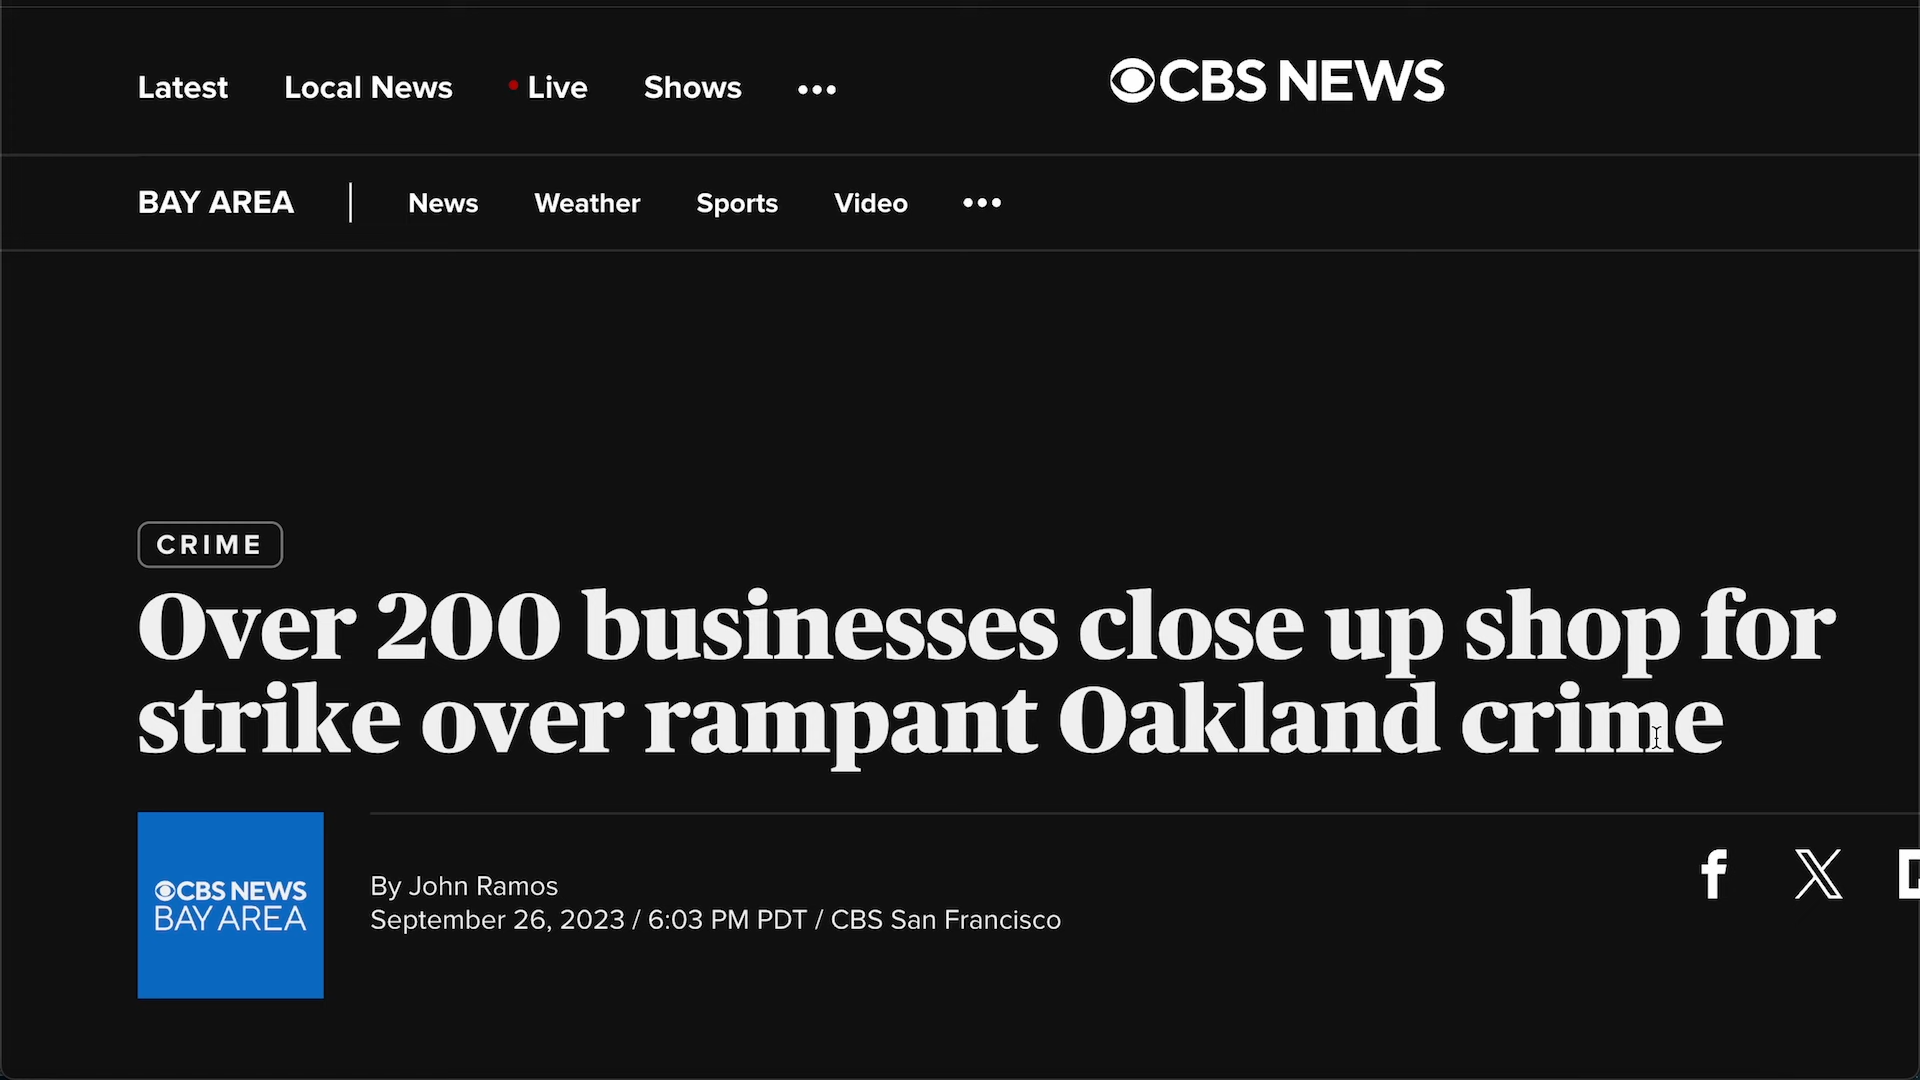 Latest Local News Live Shows
CBS NEWS
BAY AREA News Weather Sports Video
CRIME
Over 200 businesses close up shop for
strike over rampant Oakland crime
CBS NEWS
BAY AREA
By John Ramos
September 26, 2023 / 6:03 PM PDT / CBS San Francisco